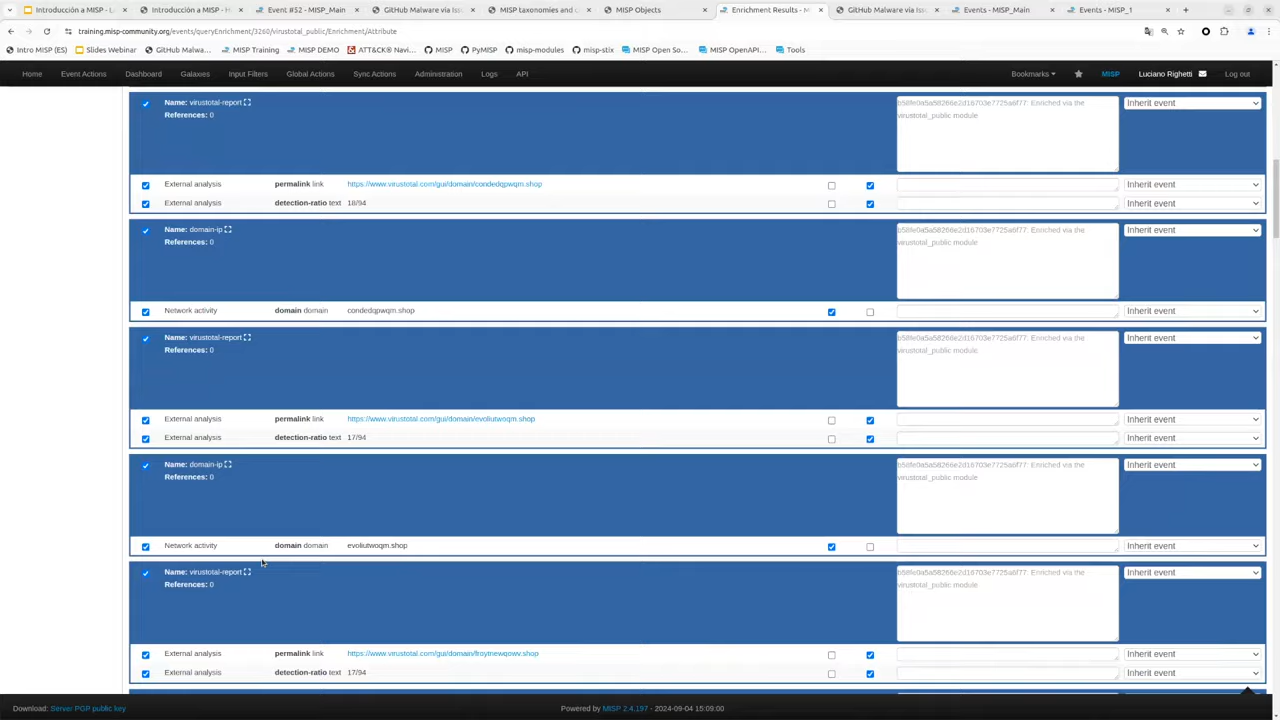 Introducción a MISP - L
Introducción a MISP - H
Event #52 - MISP_Main
GitHub Malware via Iss
MISP taxonomies and c
MISP Objects
Enrichment Results - M
GitHub Malware via Iss
Events - MISP_Main
Events - MISP_1
training.misp-community.org/events/queryEnrichment/3260/virustotal_public/Enrichment/Attribute
Intro MISP (ES) Slides Webinar GitHub Malwa... MISP Training MISP DEMO ATT&CK® Navi... MISP PyMISP misp-modules misp-stix MISP Open So... MISP OpenAPI... Tools
Home Event Actions Dashboard Galaxies Input Filters Global Actions Sync Actions Administration Logs API Bookmarks MISP Luciano Righetti Log out
Name: virustotal-report
References: 0
Enriched via the
virustotal_public module
Inherit event
External analysis permalink link https://www.virustotal.com/gui/domain/condedqpwqm.shop Inherit event
External analysis detection-ratio text 18/94 Inherit event
Name: domain-ip
References: 0
Enriched via the
virustotal_public module
Inherit event
Network activity domain domain condedqpwqm.shop Inherit event
Name: virustotal-report
References: 0
Enriched via the
virustotal_public module
Inherit event
External analysis permalink link https://www.virustotal.com/gui/domain/evoliutwoqm.shop Inherit event
External analysis detection-ratio text 17/94 Inherit event
Name: domain-ip
References: 0
Enriched via the
virustotal_public module
Inherit event
Network activity domain domain evoliutwoqm.shop Inherit event
Name: virustotal-report
References: 0
Enriched via the
virustotal_public module
Inherit event
External analysis permalink link https://www.virustotal.com/gui/domain/froytnewqowv.shop Inherit event
External analysis detection-ratio text 17/94 Inherit event
Download: Server PGP public key
Powered by MISP 2.4.197 - 2024-09-04 15:09:00